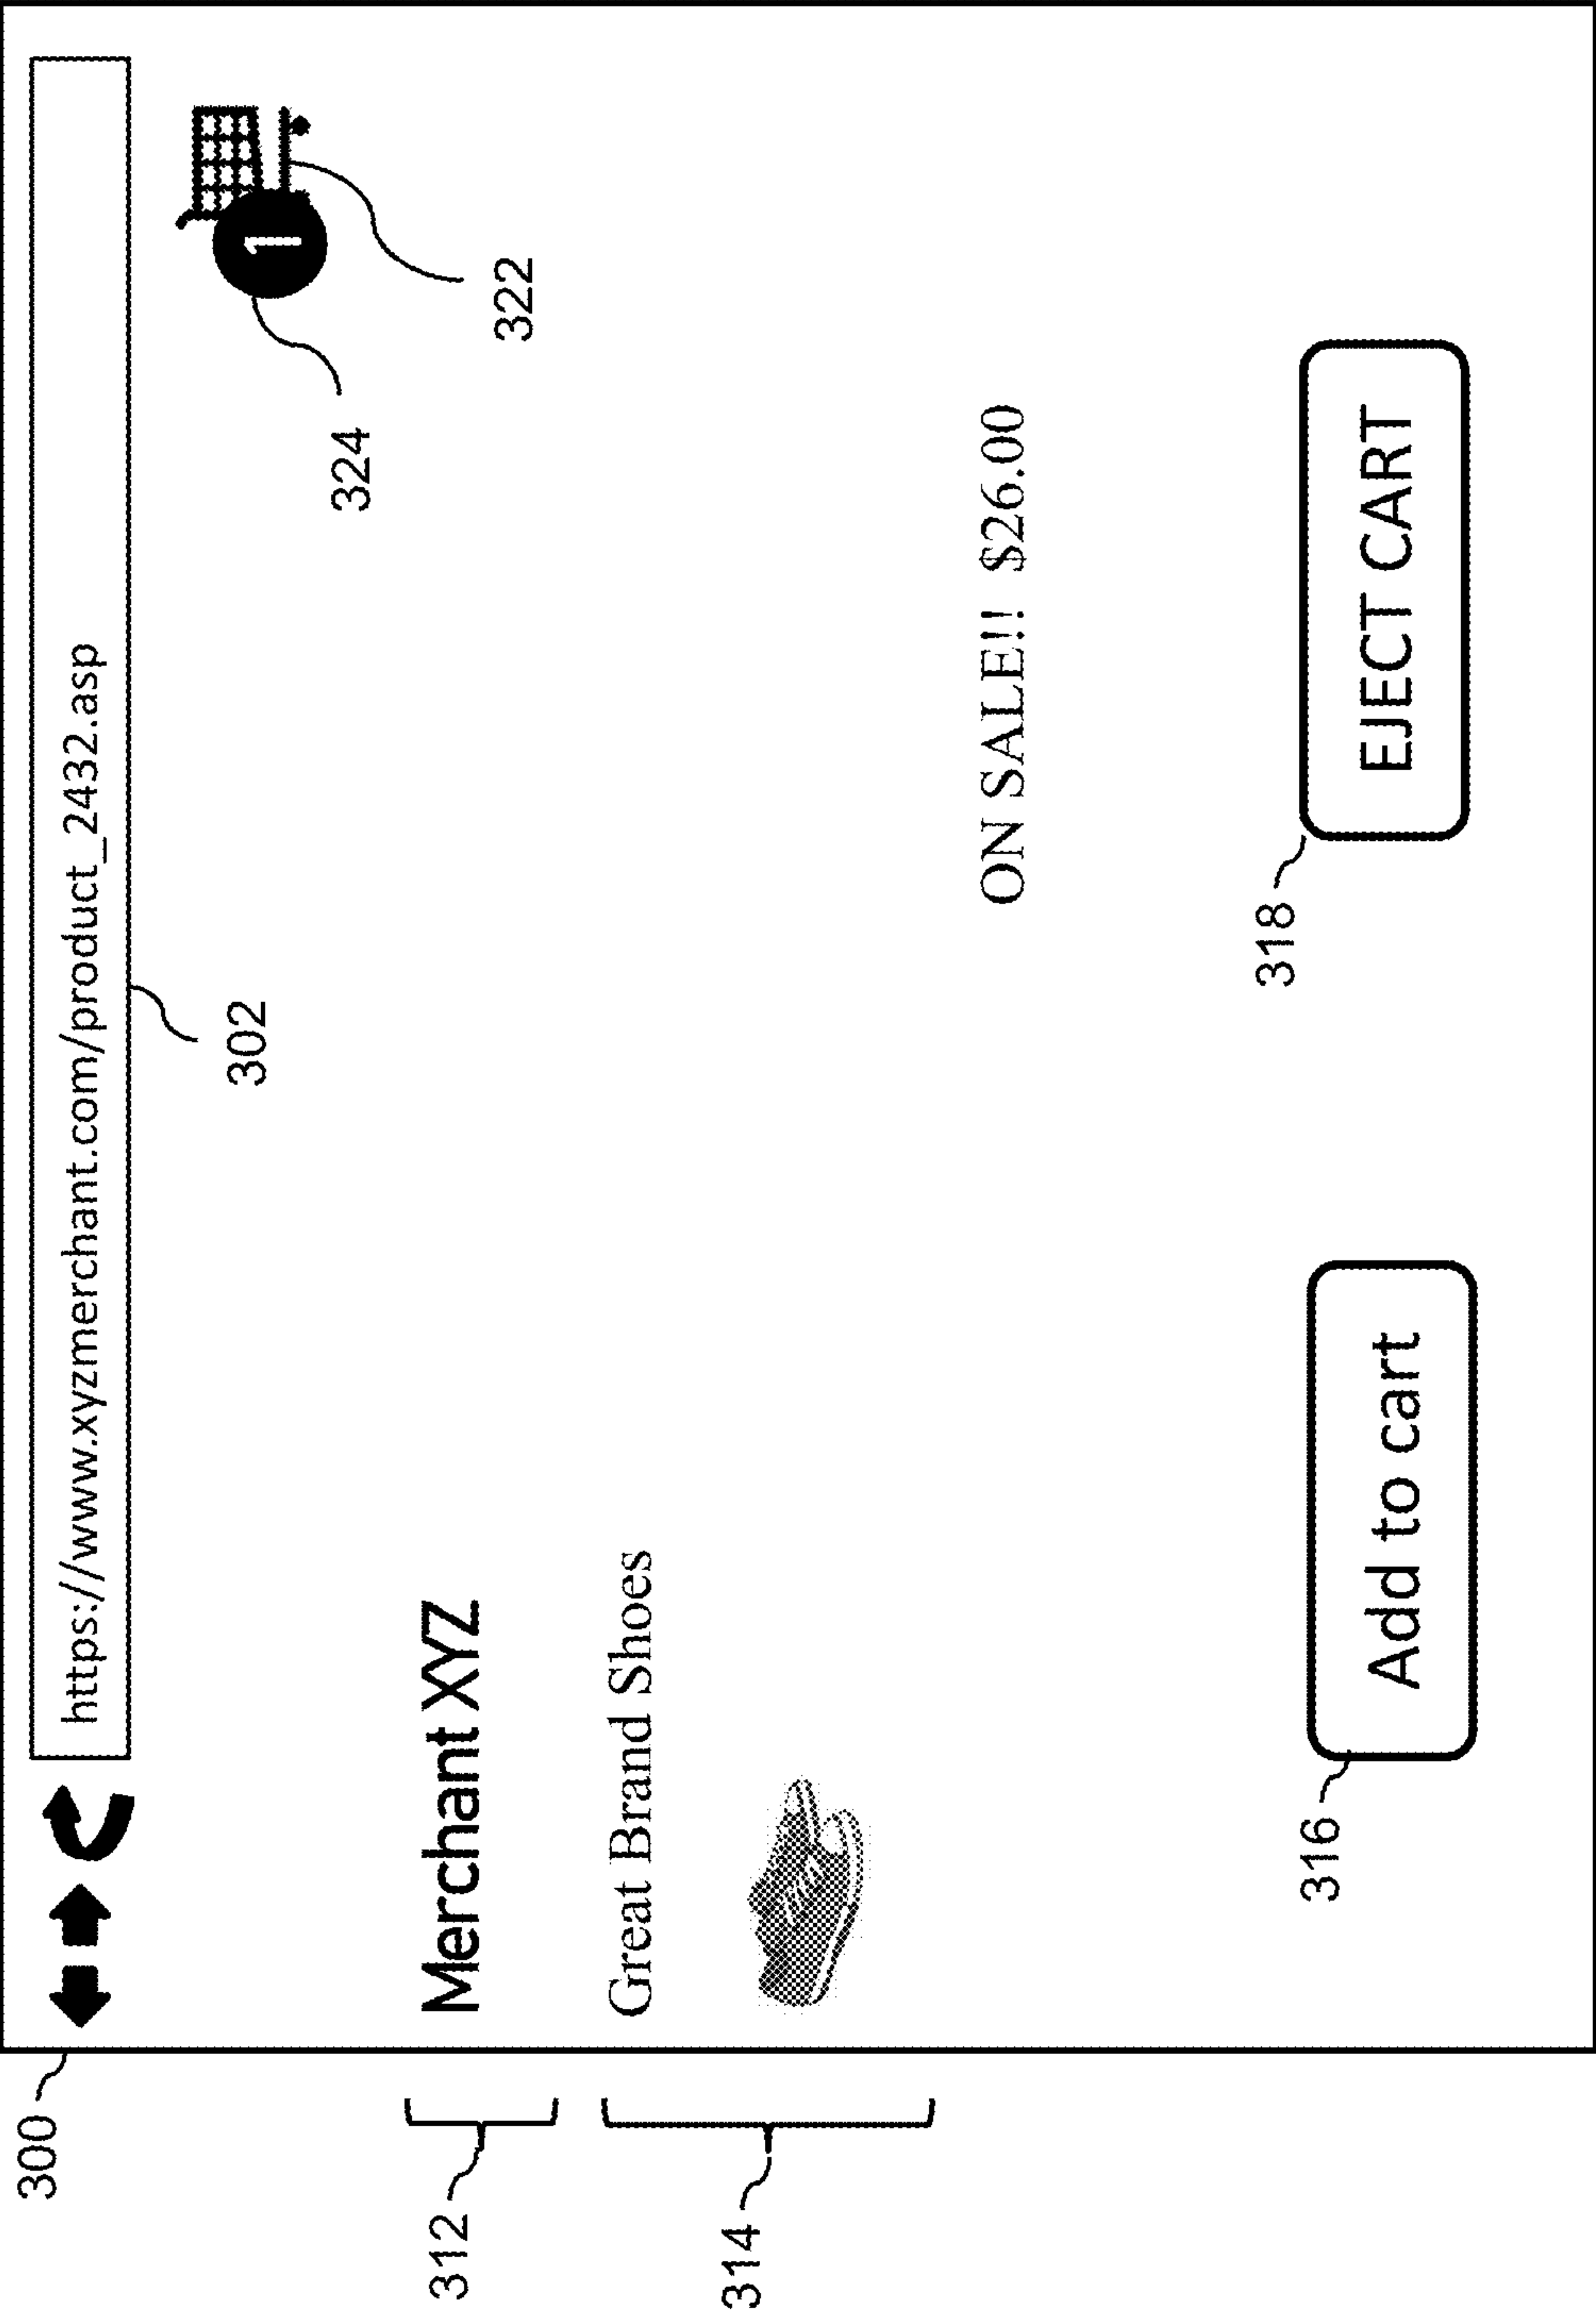 300
https://www.xyzmerchant.com/product_2432.asp
302
1
324
322
312
Merchant XYZ
314
Great Brand Shoes
ON SALE!! $26.00
316
Add to cart
318
EJECT CART